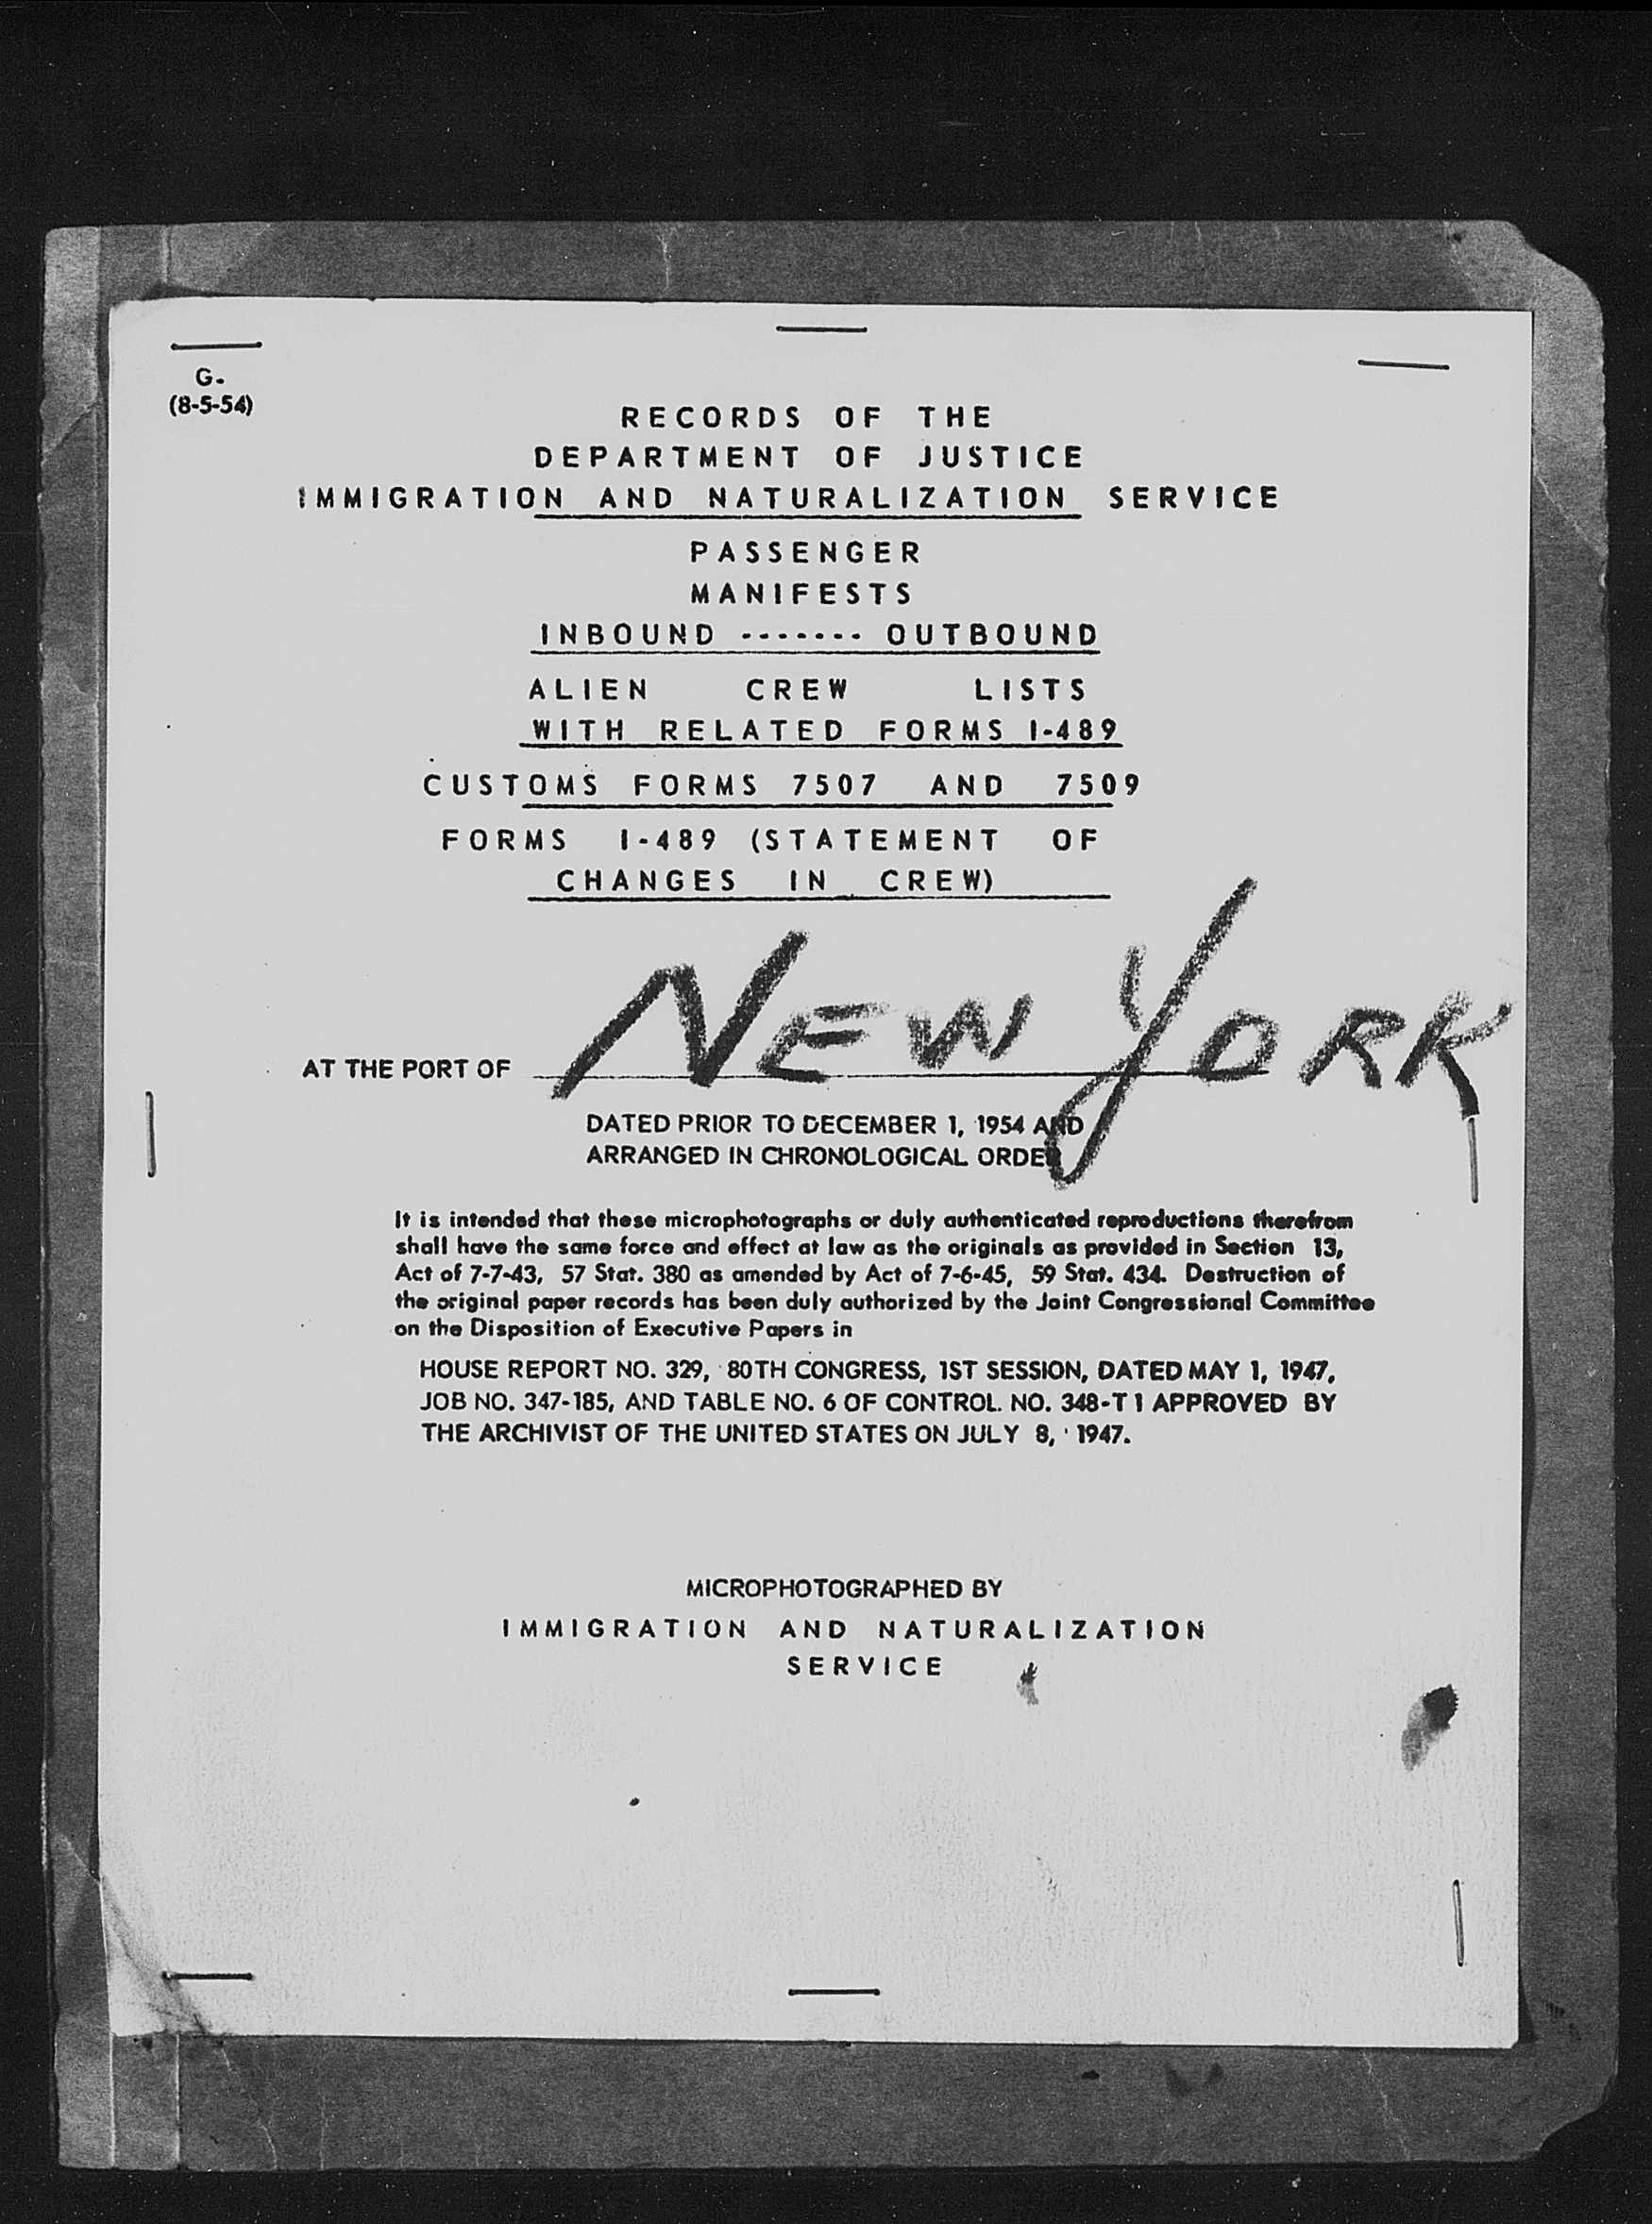 G-
(8-5-54)
RECORDS OF THE
DEPARTMENT OF JUSTICE
IMMIGRATION AND NATURALIZATION SERVICE
PASSENGER
MANIFESTS
INBOUND ------- OUTBOUND
ALIEN CREW LISTS
WITH RELATED FORMS I-489
CUSTOMS FORMS 7507 AND 7509
FORMS I-489 (STATEMENT OF
CHANGES IN CREW)
AT THE PORT OF NEW YORK
DATED PRIOR TO DECEMBER 1, 1954 AND
ARRANGED IN CHRONOLOGICAL ORDER
It is intended that these microphotographs or duly authenticated reproductions therefrom
shall have the same force and effect at law as the originals as provided in Section 13,
Act of 7-7-43, 57 Stat. 380 as amended by Act of 7-6-45, 59 Stat. 434. Destruction of
the original paper records has been duly authorized by the Joint Congressional Committee
on the Disposition of Executive Papers in
HOUSE REPORT NO. 329, 80TH CONGRESS, 1ST SESSION, DATED MAY 1, 1947,
JOB NO. 347-185, AND TABLE NO. 6 OF CONTROL NO. 348-T 1 APPROVED BY
THE ARCHIVIST OF THE UNITED STATES ON JULY 8, 1947.
MICROPHOTOGRAPHED BY
IMMIGRATION AND NATURALIZATION
SERVICE